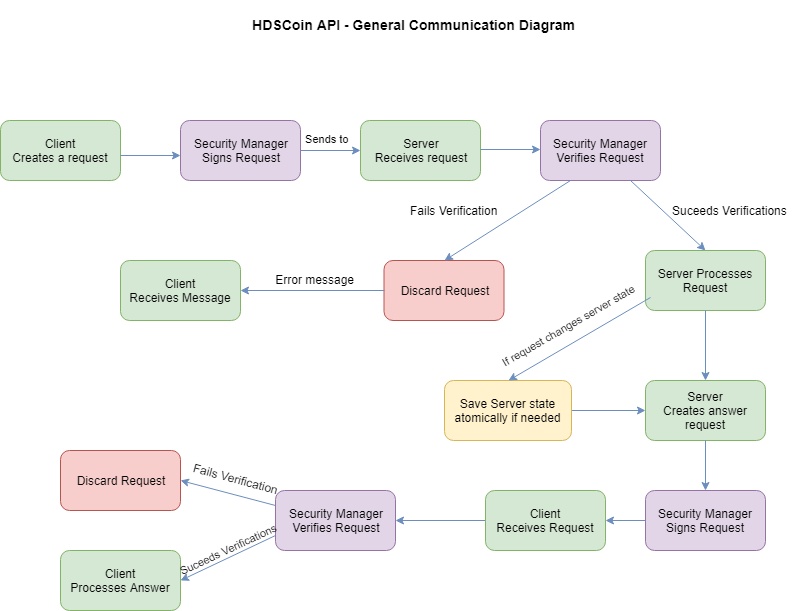 HDSCoin API - General Communication Diagram
Client
Creates a request
Security Manager
Signs Request
Sends to
Server
Receives request
Security Manager
Verifies Request
Fails Verification
Suceeds Verifications
Client
Receives Message
Error message
Discard Request
Server Processes
Request
If request changes server state
Save Server state
atomically if needed
Server
Creates answer
request
Discard Request
Fails Verification
Security Manager
Verifies Request
Client
Receives Request
Security Manager
Signs Request
Suceeds Verifications
Client
Processes Answer